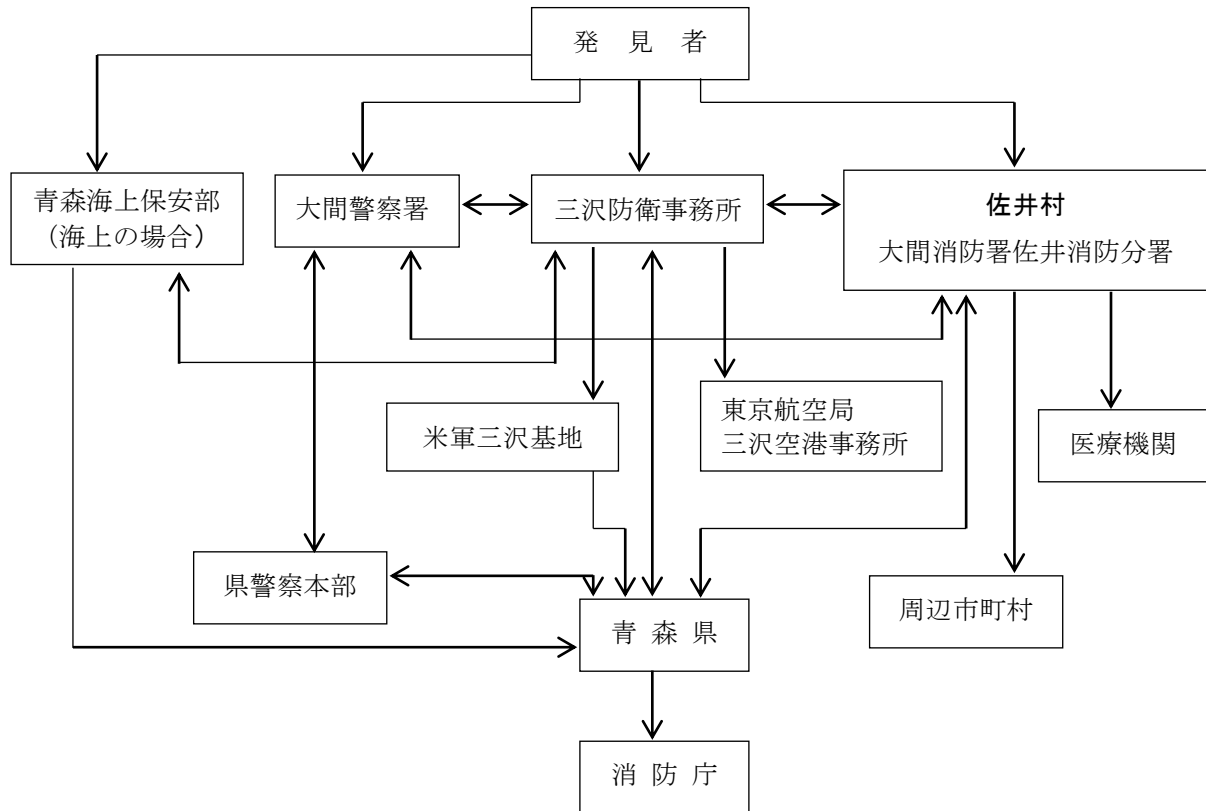 発 見 者
青森海上保安部
（海上の場合）
大間警察署
三沢防衛事務所
佐井村
大間消防署佐井消防分署
米軍三沢基地
東京航空局
三沢空港事務所
医療機関
県警察本部
青 森 県
周辺市町村
消 防 庁